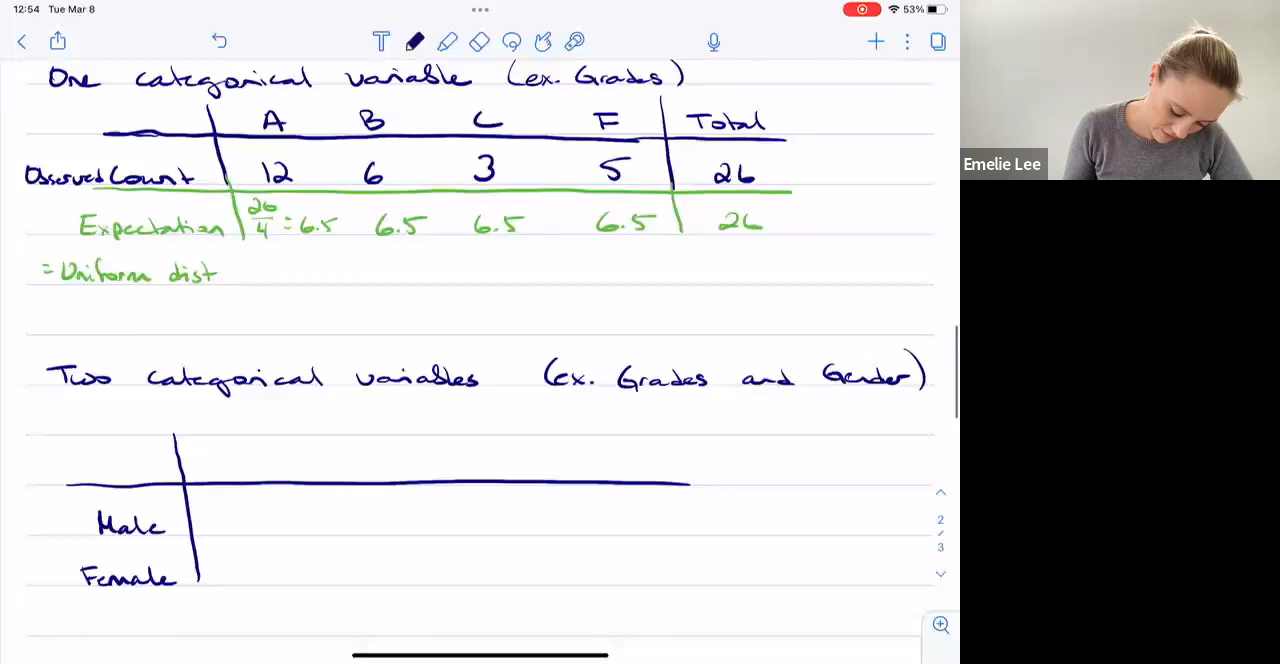 12:54 Tue Mar 8
53%
One categorical variable (ex. Grades)
A B C F Total
Observed Count 12 6 3 5 26
Expectation 26/4 = 6.5 6.5 6.5 6.5 26
= Uniform dist
Two categorical variables (ex. Grades and Gender)
Male
Female
2/3
Emelie Lee